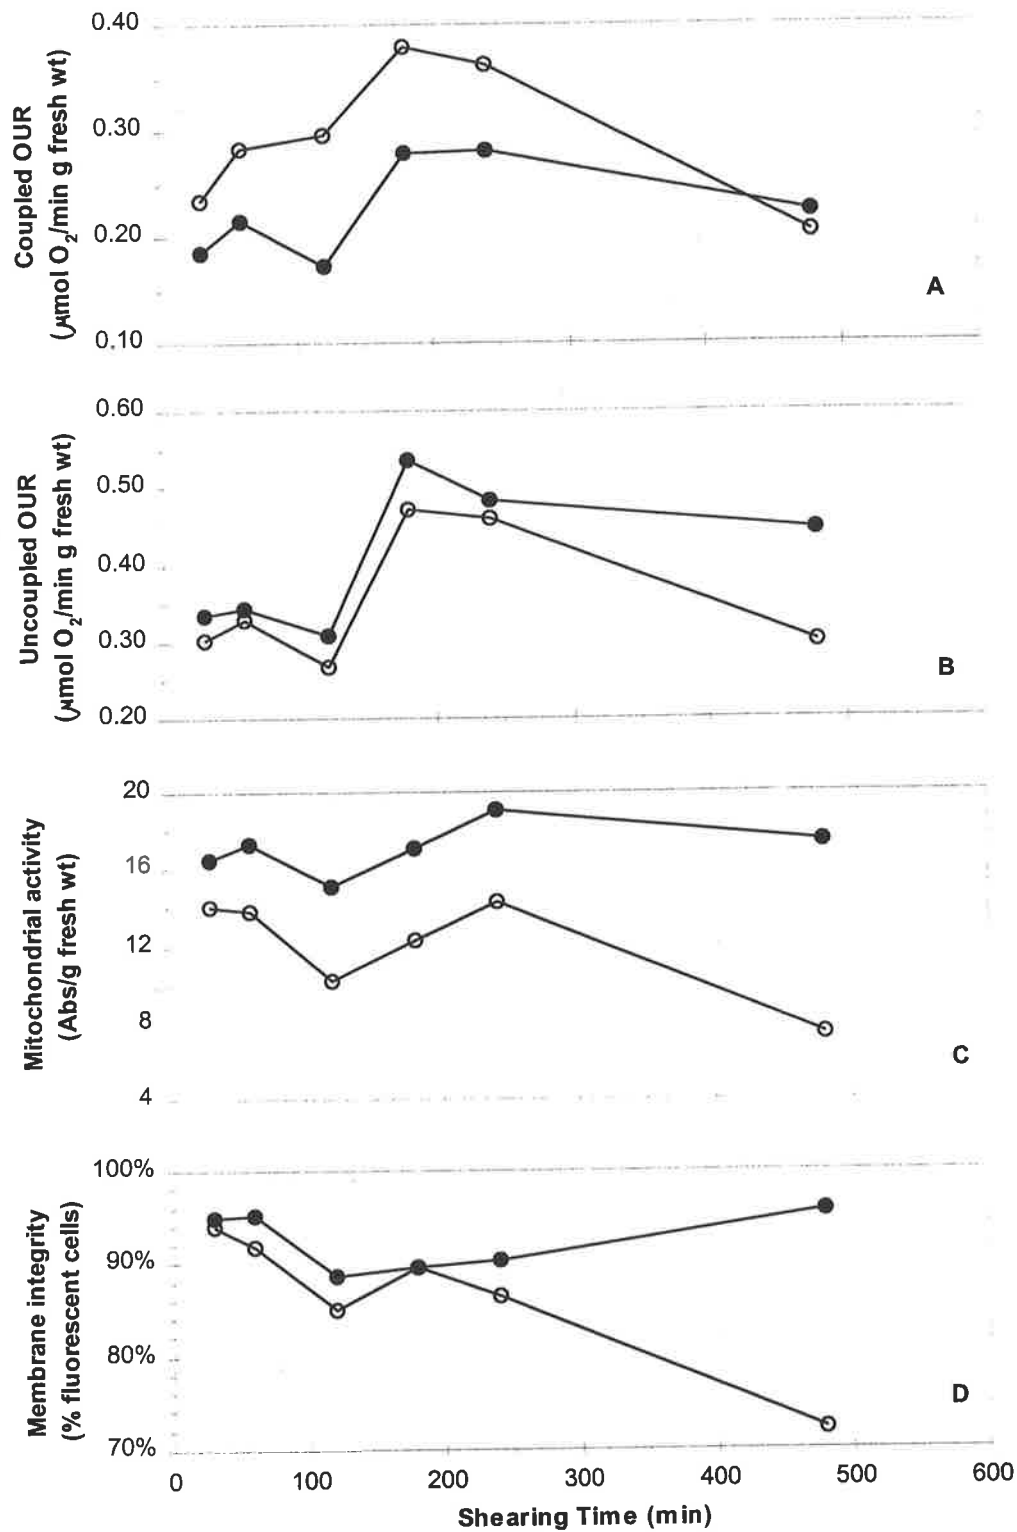 0.40
0.30
0.20
0.10
Coupled OUR
(μmol O2/min g fresh wt)
A
0.60
0.50
0.40
0.30
0.20
Uncoupled OUR
(μmol O2/min g fresh wt)
B
20
16
12
8
4
Mitochondrial activity
(Abs/g fresh wt)
C
100%
90%
80%
70%
Membrane integrity
(% fluorescent cells)
D
0 100 200 300 400 500 600
Shearing Time (min)